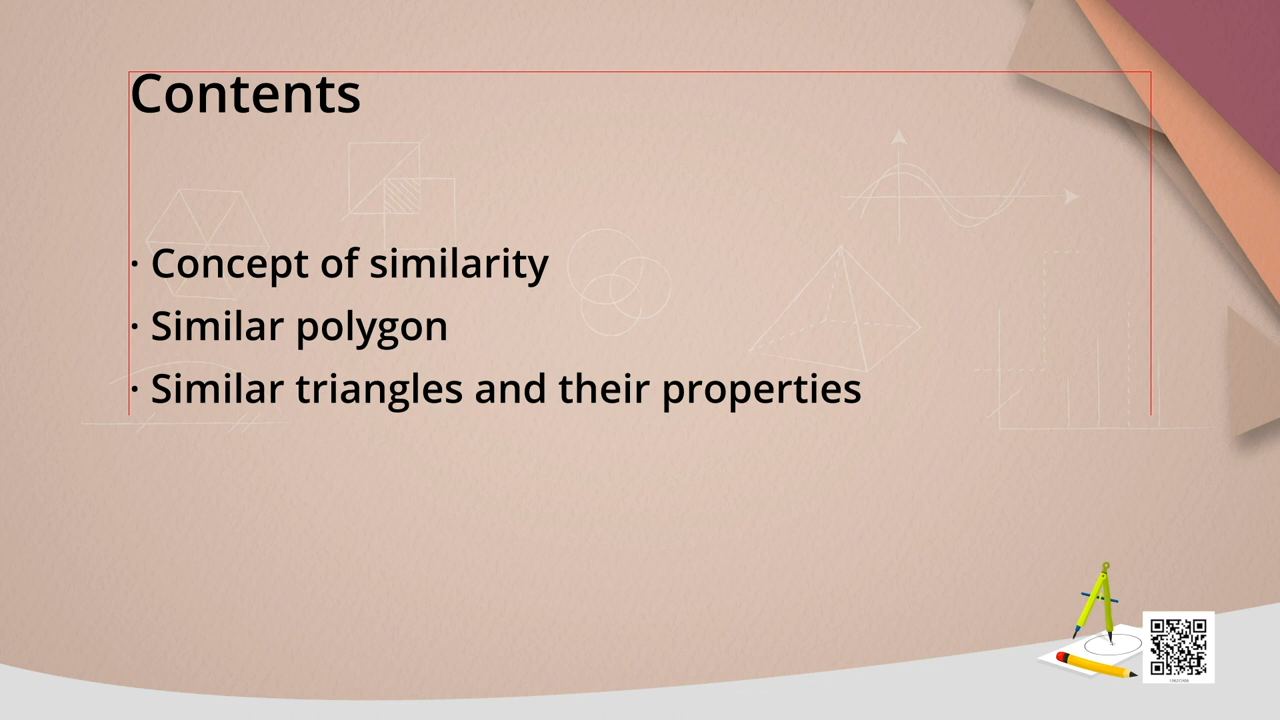 Contents
· Concept of similarity
· Similar polygon
· Similar triangles and their properties